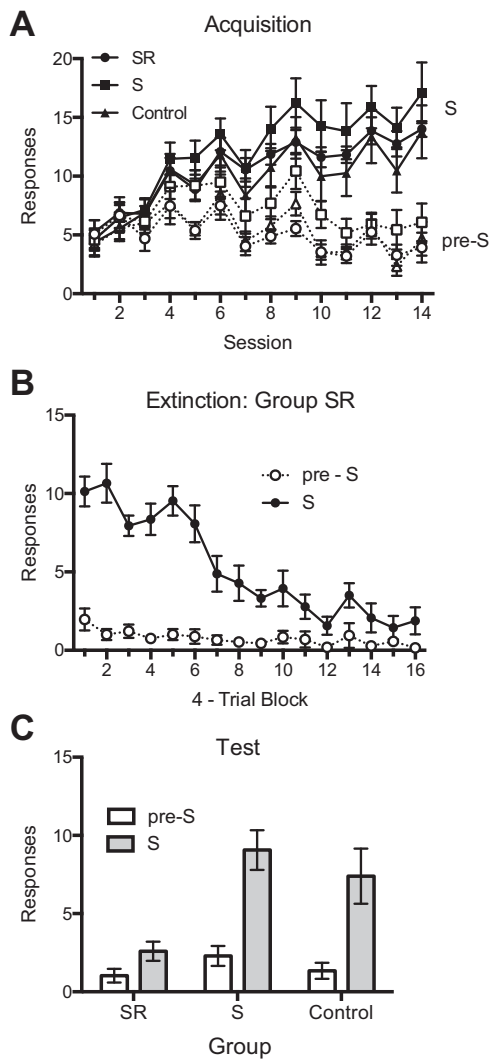 A
Acquisition
20
15
10
5
0
Responses
SR
S
Control
S
pre-S
2 4 6 8 10 12 14
Session
B
Extinction: Group SR
15
10
5
0
Responses
pre - S
S
2 4 6 8 10 12 14 16
4 - Trial Block
C
Test
15
10
5
0
Responses
pre-S
S
SR S Control
Group